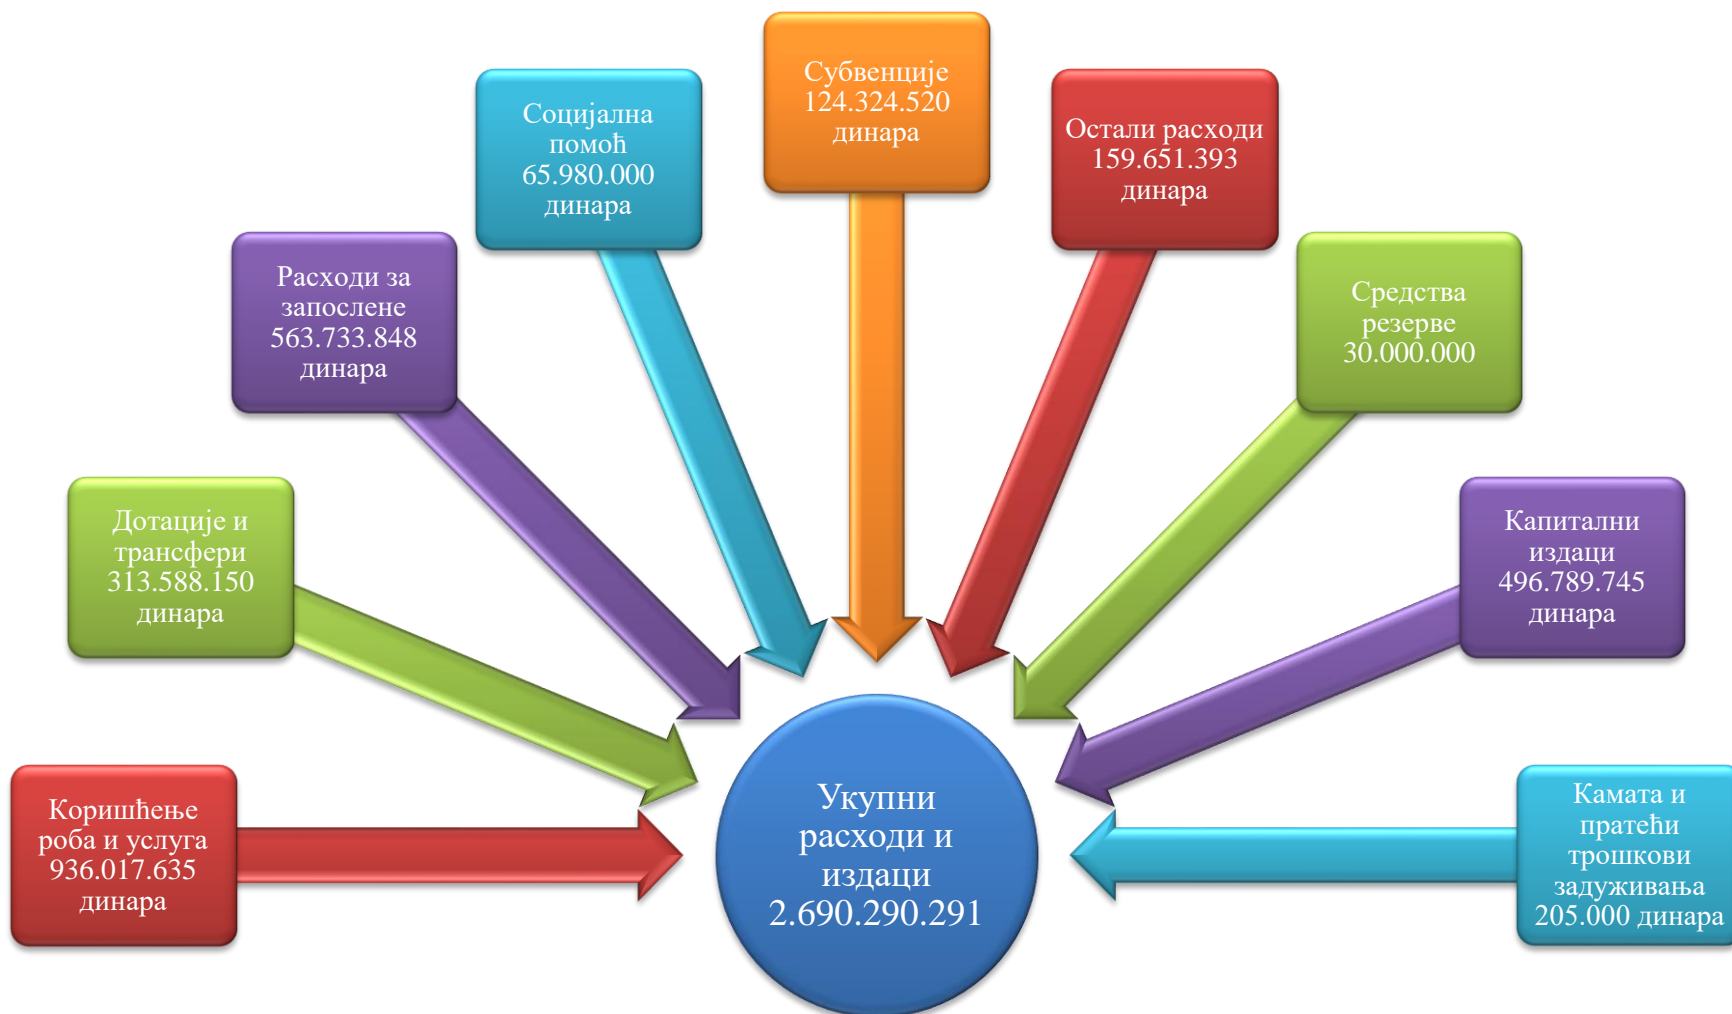 Субвенције
124.324.520
динара
Социјална
помоћ
65.980.000
динара
Остали расходи
159.651.393
динара
Расходи за
запослене
563.733.848
динара
Средства
резерве
30.000.000
Дотације и
трансфери
313.588.150
динара
Капитални
издаци
496.789.745
динара
Коришћење
роба и услуга
936.017.635
динара
Укупни
расходи и
издаци
2.690.290.291
Камата и
пратећи
трошкови
задуживања
205.000 динара